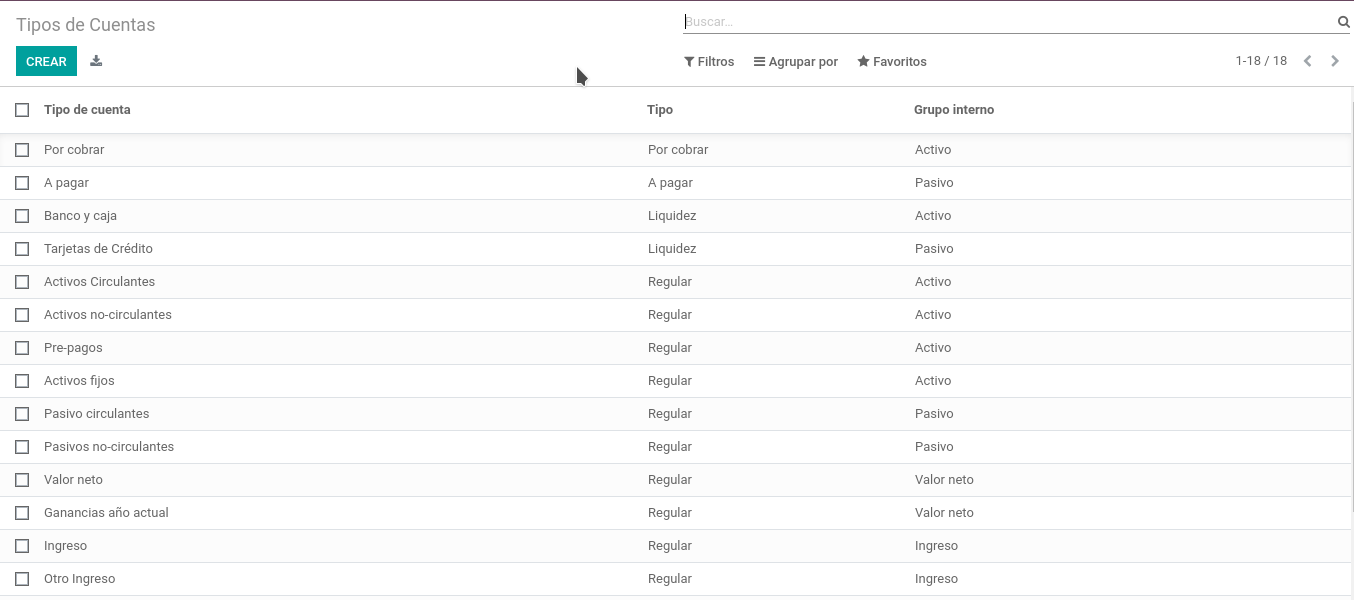 Tipos de Cuentas
Buscar...
CREAR
Filtros Agrupar por Favoritos 1-18 / 18
Tipo de cuenta Tipo Grupo interno
Por cobrar Por cobrar Activo
A pagar A pagar Pasivo
Banco y caja Liquidez Activo
Tarjetas de Crédito Liquidez Pasivo
Activos Circulantes Regular Activo
Activos no-circulantes Regular Activo
Pre-pagos Regular Activo
Activos fijos Regular Activo
Pasivo circulantes Regular Pasivo
Pasivos no-circulantes Regular Pasivo
Valor neto Regular Valor neto
Ganancias año actual Regular Valor neto
Ingreso Regular Ingreso
Otro Ingreso Regular Ingreso